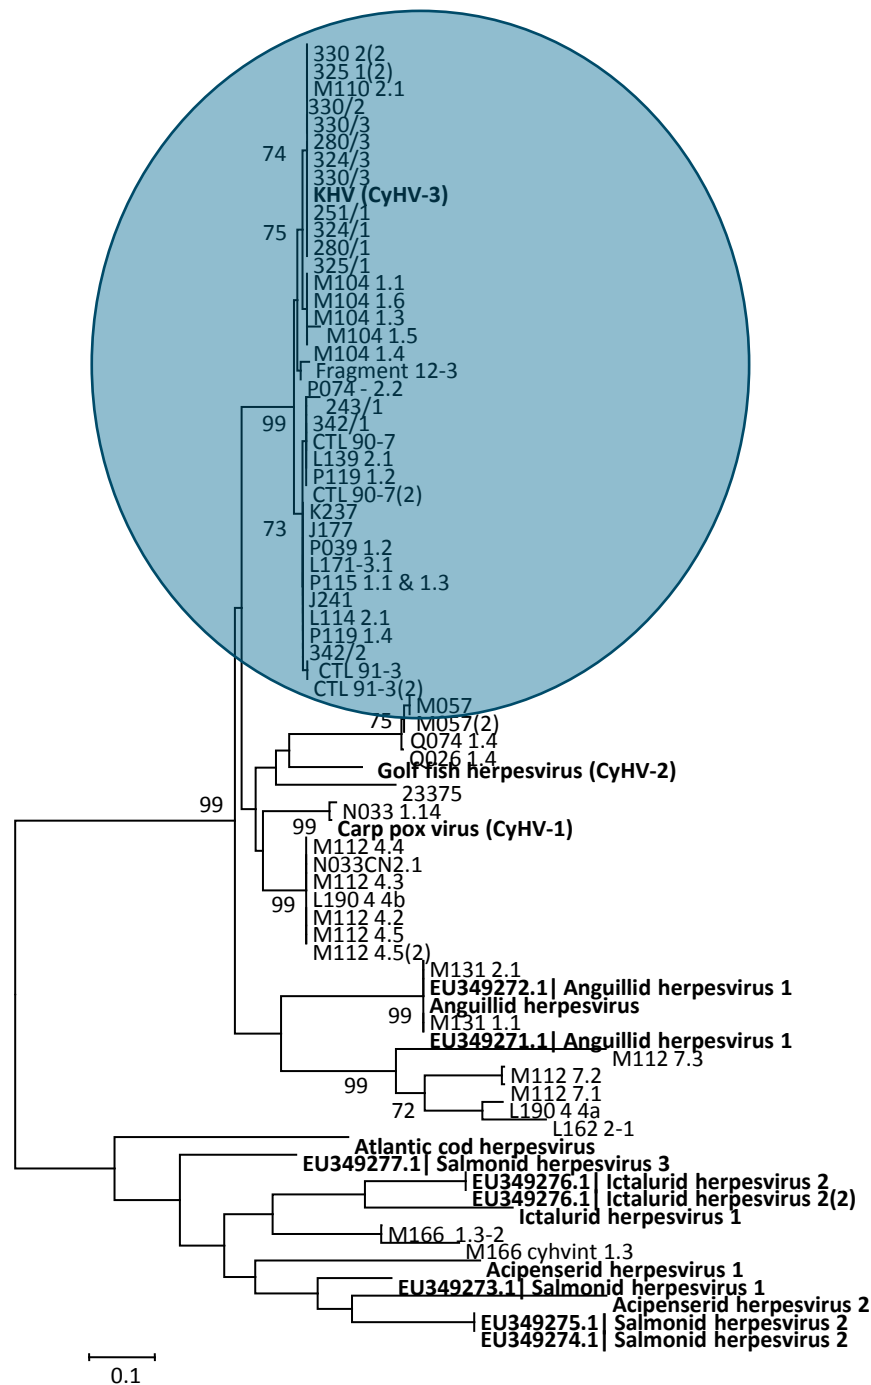 330 2(2
325 1(2)
M110 2.1
330/2
330/3
280/3
74
324/3
330/3
KHV (CyHV-3)
251/1
75
324/1
280/1
325/1
M104 1.1
M104 1.6
M104 1.3
M104 1.5
M104 1.4
Fragment 12-3
P074 - 2.2
243/1
99
342/1
CTL 90-7
L139 2.1
P119 1.2
CTL 90-7(2)
K237
73
J177
P039 1.2
L171-3.1
P115 1.1 & 1.3
J241
L114 2.1
P119 1.4
342/2
CTL 91-3
CTL 91-3(2)
M057
75
M057(2)
Q074 1.4
Q026 1.4
Golf fish herpesvirus (CyHV-2)
23375
99
N033 1.14
99
Carp pox virus (CyHV-1)
M112 4.4
N033CN2.1
M112 4.3
L190 4 4b
99
M112 4.2
M112 4.5
M112 4.5(2)
M131 2.1
EU349272.1| Anguillid herpesvirus 1
Anguillid herpesvirus
99
M131 1.1
EU349271.1| Anguillid herpesvirus 1
M112 7.3
M112 7.2
99
M112 7.1
72
L190 4 4a
L162 2-1
Atlantic cod herpesvirus
EU349277.1| Salmonid herpesvirus 3
EU349276.1| Ictalurid herpesvirus 2
EU349276.1| Ictalurid herpesvirus 2(2)
Ictalurid herpesvirus 1
M166 1.3-2
M166 cyhvint 1.3
Acipenserid herpesvirus 1
EU349273.1| Salmonid herpesvirus 1
Acipenserid herpesvirus 2
EU349275.1| Salmonid herpesvirus 2
EU349274.1| Salmonid herpesvirus 2
0.1